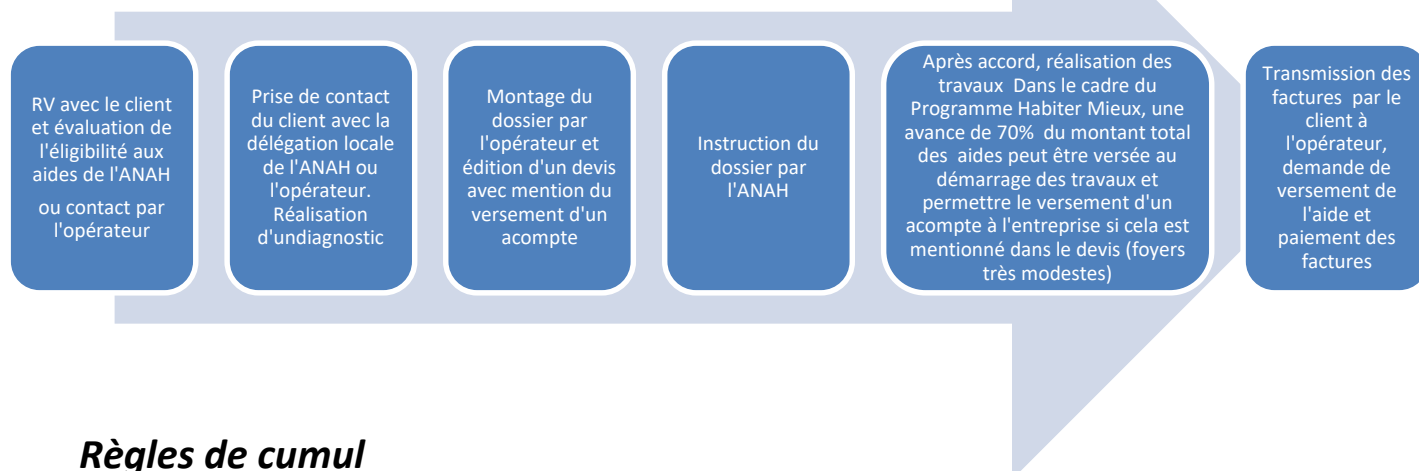 RV avec le client
et évaluation de
l'éligibilité aux
aides de l'ANAH
ou contact par
l'opérateur
Prise de contact
du client avec la
délégation locale
de l'ANAH ou
l'opérateur.
Réalisation
d'undiagnostic
Montage du
dossier par
l'opérateur et
édition d'un devis
avec mention du
versement d'un
acompte
Instruction du
dossier par
l'ANAH
Après accord, réalisation des
travaux Dans le cadre du
Programme Habiter Mieux, une
avance de 70% du montant total
des aides peut être versée au
démarrage des travaux et
permettre le versement d'un
acompte à l'entreprise si cela est
mentionné dans le devis (foyers
très modestes)
Transmission des
factures par le
client à
l'opérateur,
demande de
versement de
l'aide et
paiement des
factures
Règles de cumul